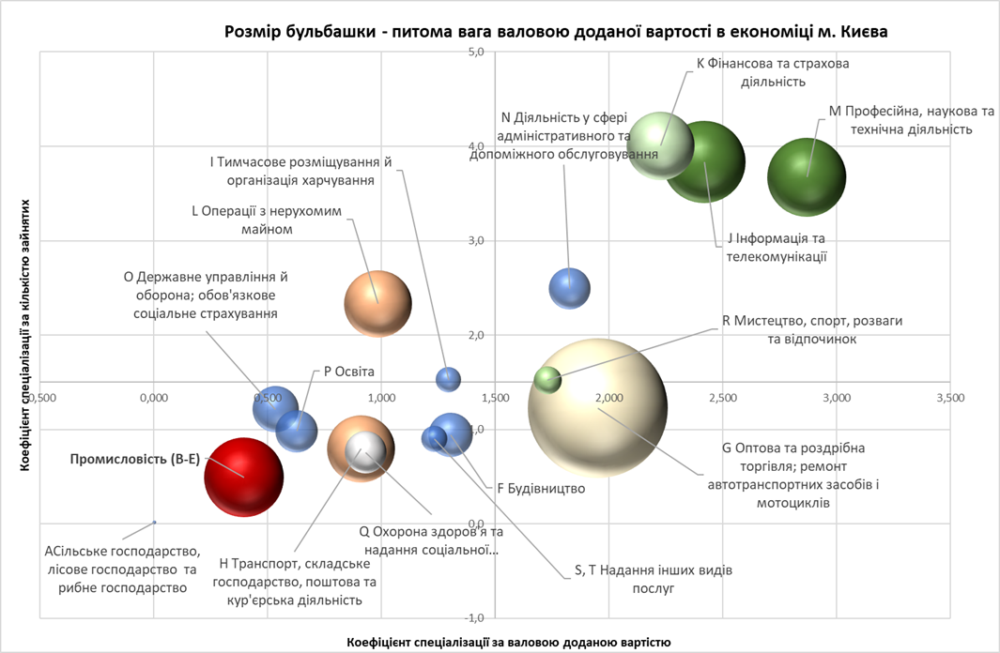 Розмір бульбашки - питома вага валовою доданої вартості в економіці м. Києва
5,0
K Фінансова та страхова
діяльність
M Професійна, наукова та
технічна діяльність
N Діяльність у сфері
адміністративного та
допоміжного обслуговування
4,0
I Тимчасове розміщування й
організація харчування
L Операції з нерухомим
майном
J Інформація та
телекомунікації
3,0
O Державне управління й
оборона; обов'язкове
соціальне страхування
R Мистецтво, спорт, розваги
та відпочинок
2,0
P Освіта
-0,500
0,000
0,500
1,000
1,500
2,000
2,500
3,000
3,500
1,0
Промисловість (B-E)
G Оптова та роздрібна
торгівля; ремонт
автотранспортних засобів і
мотоциклів
F Будівництво
0,0
Q Охорона здоров'я та
надання соціальної...
AСільське господарство,
лісове господарство та
рибне господарство
H Транспорт, складське
господарство, поштова та
кур'єрська діяльність
S, T Надання інших видів
послуг
-1,0
Коефіцієнт спеціалізації за кількістю зайнятих
Коефіцієнт спеціалізації за валовою доданою вартістю